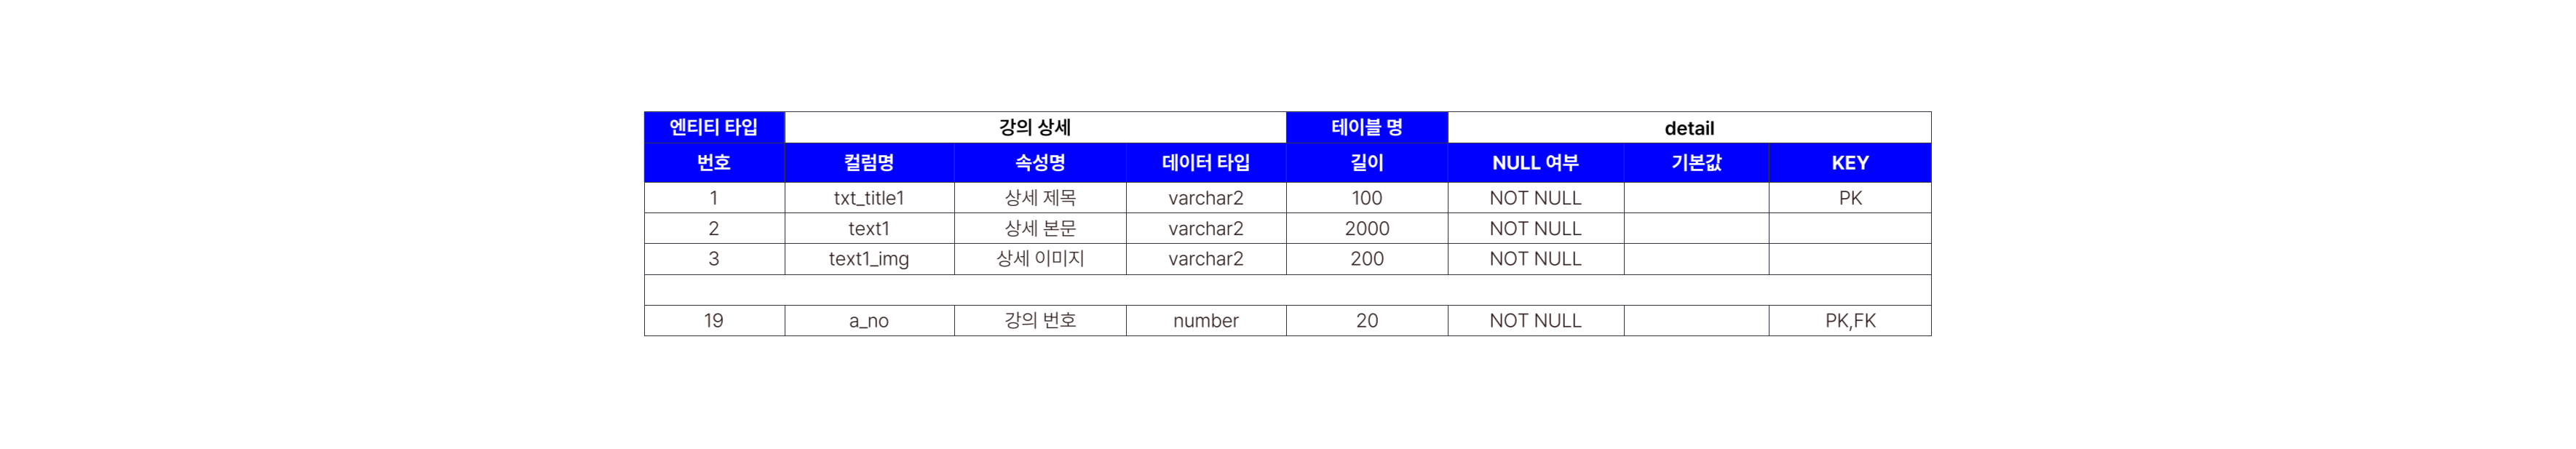 엔티티 타입 강의 상세 테이블 명 detail
번호 컬럼명 속성명 데이터 타입 길이 NULL 여부 기본값 KEY
1 txt_title1 상세 제목 varchar2 100 NOT NULL PK
2 text1 상세 본문 varchar2 2000 NOT NULL
3 text1_img 상세 이미지 varchar2 200 NOT NULL
19 a_no 강의 번호 number 20 NOT NULL PK,FK